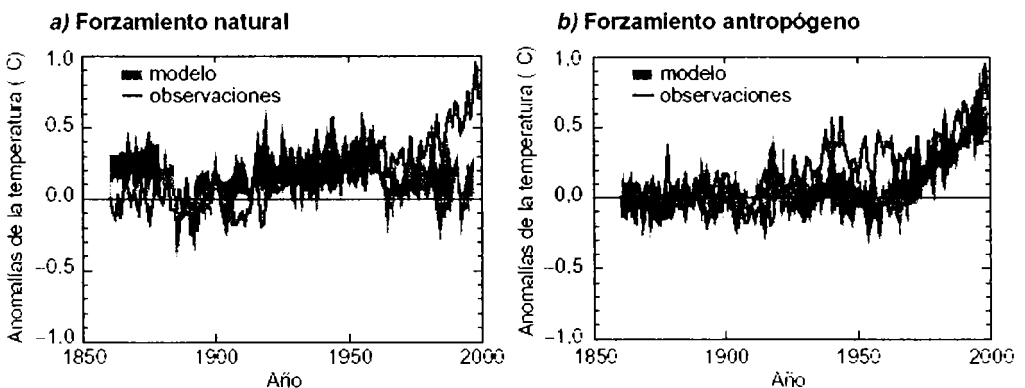 a) Forzamiento natural
Anomalías de la temperatura ( C)
1.0
0.5
0.0
−0.5
−1.0
modelo
observaciones
1850
1900
1950
2000
Año
b) Forzamiento antropógeno
Anomalías de la temperatura ( C)
1.0
0.5
0.0
−0.5
−1.0
modelo
observaciones
1850
1900
1950
2000
Año